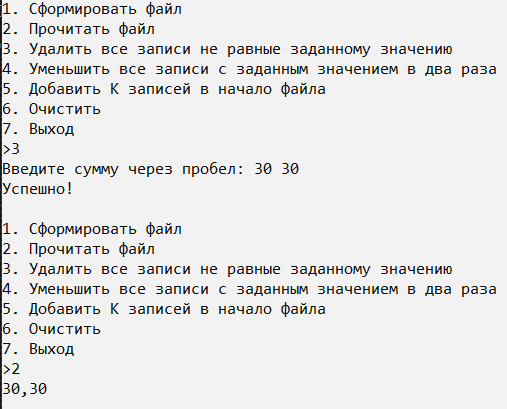 1. Сформировать файл
2. Прочитать файл
3. Удалить все записи не равные заданному значению
4. Уменьшить все записи с заданным значением в два раза
5. Добавить K записей в начало файла
6. Очистить
7. Выход
>3
Введите сумму через пробел: 30 30
Успешно!
1. Сформировать файл
2. Прочитать файл
3. Удалить все записи не равные заданному значению
4. Уменьшить все записи с заданным значением в два раза
5. Добавить K записей в начало файла
6. Очистить
7. Выход
>2
30,30